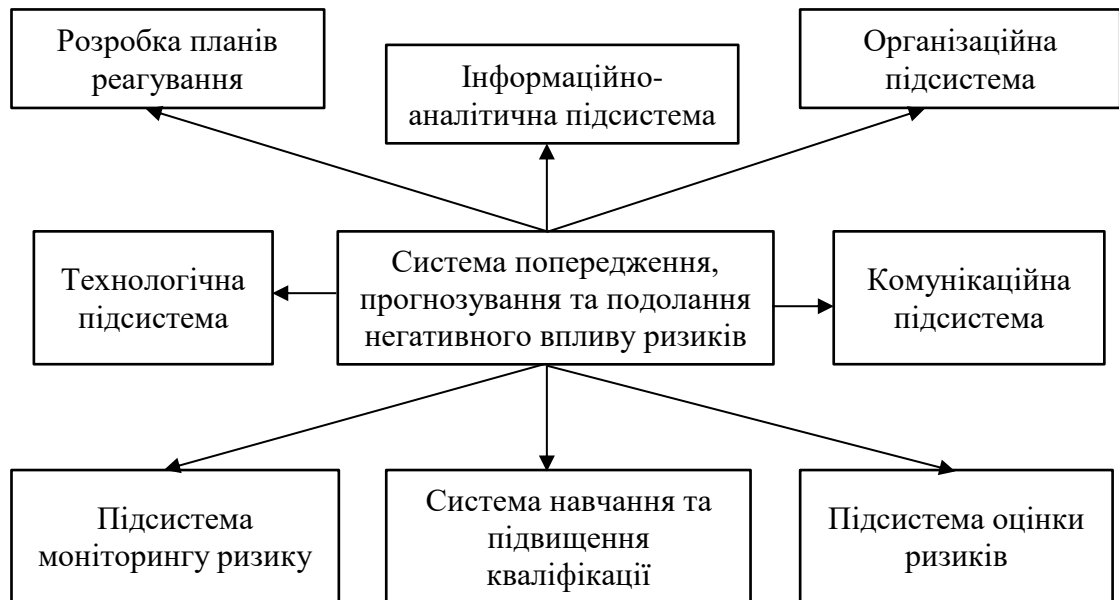 Розробка планів
реагування
Інформаційно-
аналітична підсистема
Організаційна
підсистема
Технологічна
підсистема
Система попередження,
прогнозування та подолання
негативного впливу ризиків
Комунікаційна
підсистема
Підсистема
моніторингу ризику
Система навчання та
підвищення
кваліфікації
Підсистема оцінки
ризиків